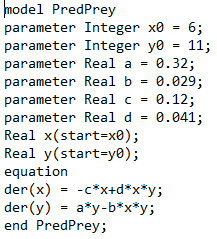 model PredPrey
parameter Integer x0 = 6;
parameter Integer y0 = 11;
parameter Real a = 0.32;
parameter Real b = 0.029;
parameter Real c = 0.12;
parameter Real d = 0.041;
Real x(start=x0);
Real y(start=y0);
equation
der(x) = -c*x+d*x*y;
der(y) = a*y-b*x*y;
end PredPrey;